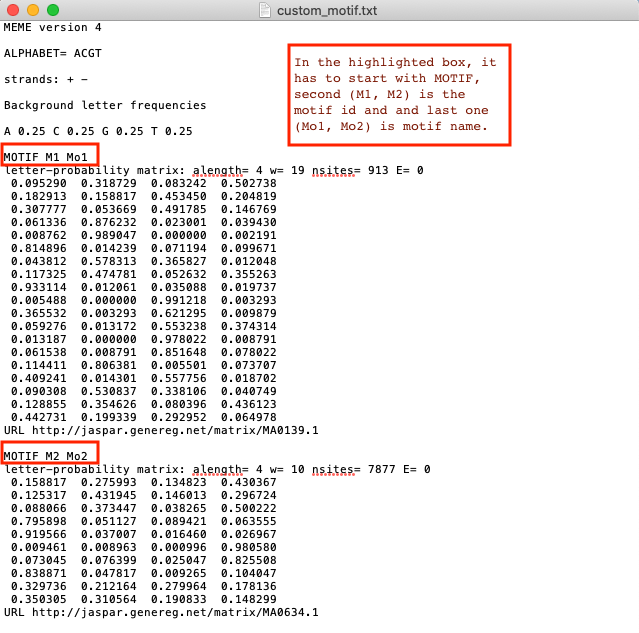 custom_motif.txt
MEME version 4
ALPHABET= ACGT
strands: + -
Background letter frequencies
A 0.25 C 0.25 G 0.25 T 0.25
In the highlighted box, it
has to start with MOTIF,
second (M1, M2) is the
motif id and and last one
(Mo1, Mo2) is motif name.
MOTIF M1 Mo1
letter-probability matrix: alength= 4 w= 19 nsites= 913 E= 0
0.095290 0.318729 0.083242 0.502738
0.182913 0.158817 0.453450 0.204819
0.307777 0.053669 0.491785 0.146769
0.061336 0.876232 0.023001 0.039430
0.008762 0.989047 0.000000 0.002191
0.814896 0.014239 0.071194 0.099671
0.043812 0.578313 0.365827 0.012048
0.117325 0.474781 0.052632 0.355263
0.933114 0.012061 0.035088 0.019737
0.005488 0.000000 0.991218 0.003293
0.365532 0.003293 0.621295 0.009879
0.059276 0.013172 0.553238 0.374314
0.013187 0.000000 0.978022 0.008791
0.061538 0.008791 0.851648 0.078022
0.114411 0.806381 0.005501 0.073707
0.409241 0.014301 0.557756 0.018702
0.090308 0.530837 0.338106 0.040749
0.128855 0.354626 0.080396 0.436123
0.442731 0.199339 0.292952 0.064978
URL http://jaspar.genereg.net/matrix/MA0139.1
MOTIF M2 Mo2
letter-probability matrix: alength= 4 w= 10 nsites= 7877 E= 0
0.158817 0.275993 0.134823 0.430367
0.125317 0.431945 0.146013 0.296724
0.088066 0.373447 0.038265 0.500222
0.795898 0.051127 0.089421 0.063555
0.919566 0.037007 0.016460 0.026967
0.009461 0.008963 0.000996 0.980580
0.073045 0.076399 0.025047 0.825508
0.838871 0.047817 0.009265 0.104047
0.329736 0.212164 0.279964 0.178136
0.350305 0.310564 0.190833 0.148299
URL http://jaspar.genereg.net/matrix/MA0634.1